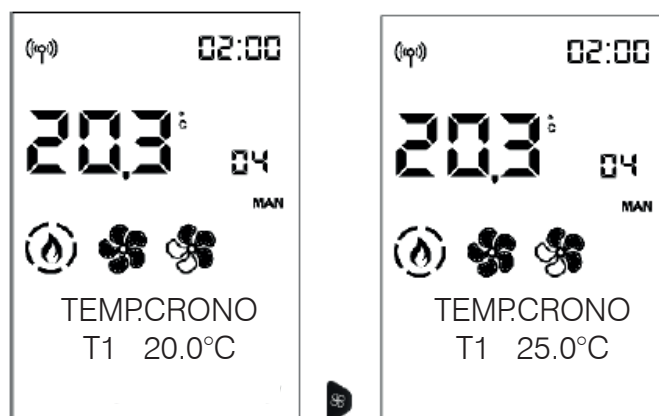 02:00
20,3 °c
04
MAN
TEMP.CRONO
T1 20.0°C
02:00
20,3 °c
04
MAN
TEMP.CRONO
T1 25.0°C